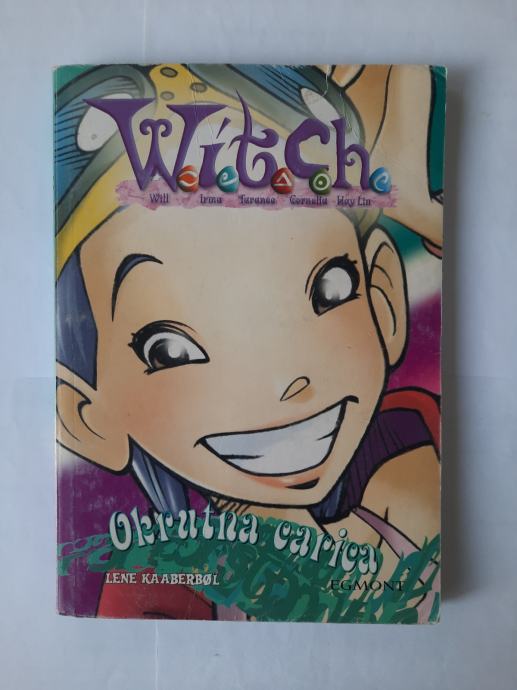 W.i.t.c.h.
Will Irma Taranee Cornelia Hay Lin
Okrutna carica
LENE KAABERBØL
EGMONT